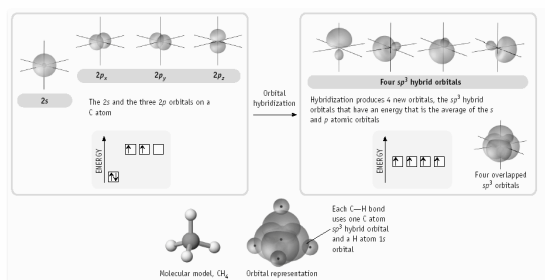 2s
2px
2py
2pz
The 2s and the three 2p orbitals on a
C atom
ENERGY
Orbital
hybridization
Four sp3 hybrid orbitals
Hybridization produces 4 new orbitals, the sp3 hybrid
orbitals that have an energy that is the average of the s
and p atomic orbitals
ENERGY
Four overlapped
sp3 orbitals
Each C—H bond
uses one C atom
sp3 hybrid orbital
and a H atom 1s
orbital
Molecular model, CH4
Orbital representation